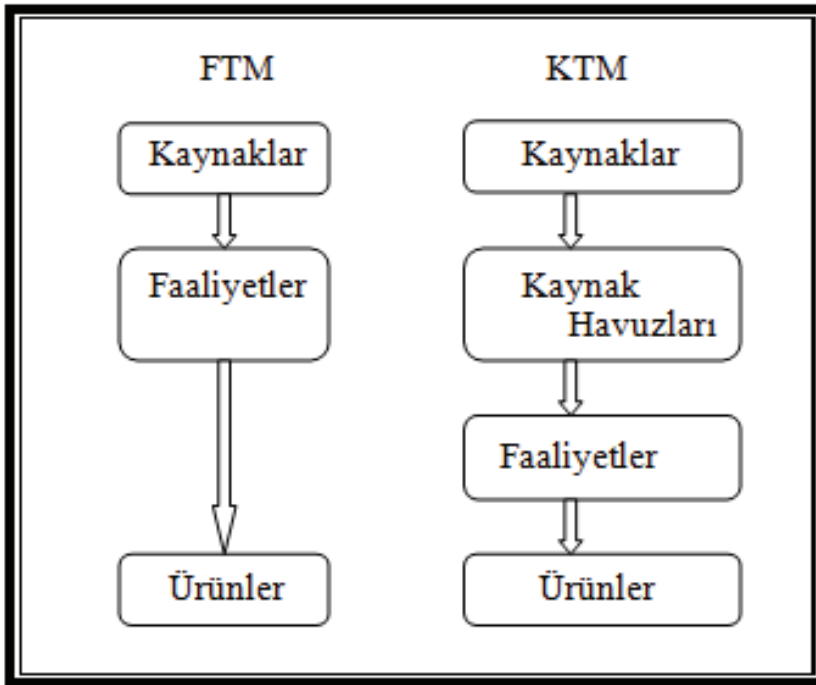 FTM
Kaynaklar
Faaliyetler
Ürünler
KTM
Kaynaklar
Kaynak
Havuzları
Faaliyetler
Ürünler